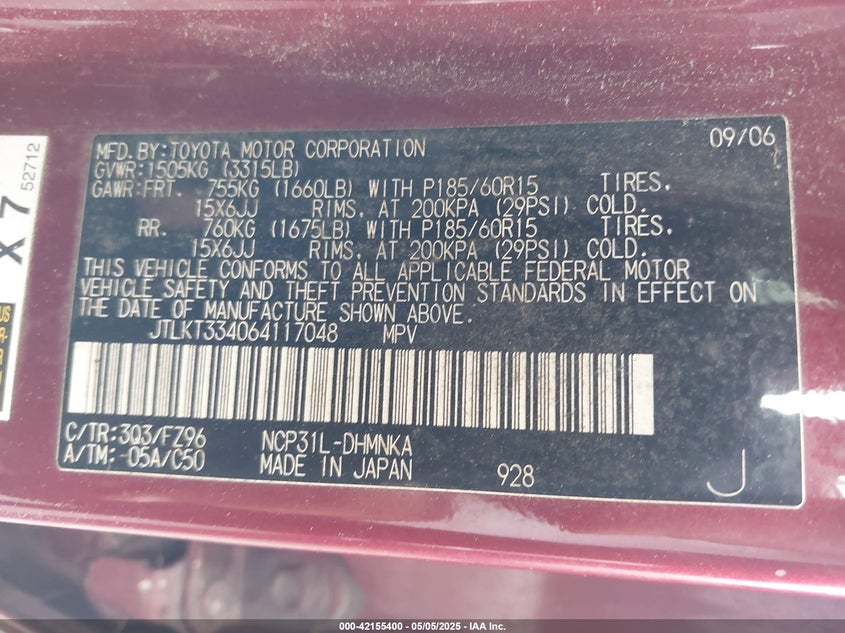 MFD.BY:TOYOTA MOTOR CORPORATION 09/06
GVWR:1505KG (3315LB)
GAWR:FRT. 755KG (1660LB) WITH P185/60R15 TIRES.
15X6JJ RIMS, AT 200KPA (29PSI) COLD.
RR. 760KG (1675LB) WITH P185/60R15 TIRES.
15X6JJ RIMS, AT 200KPA (29PSI) COLD.
THIS VEHICLE CONFORMS TO ALL APPLICABLE FEDERAL MOTOR
VEHICLE SAFETY AND THEFT PREVENTION STANDARDS IN EFFECT ON
THE DATE OF MANUFACTURE SHOWN ABOVE.
JTLKT334064117048 MPV
C/TR:3Q3/FZ96 NCP31L-DHMNKA
A/TM:-05A/C50 MADE IN JAPAN 928 J
X 7
52712
US
000-42155400 - 05/05/2025 - IAA Inc.